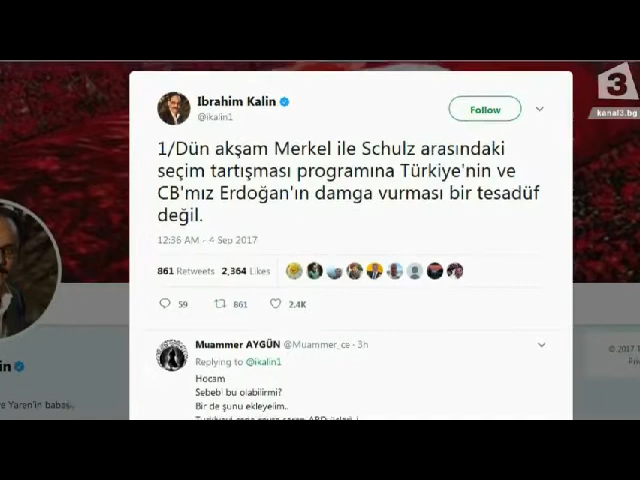 3
kanal3.bg
Ibrahim Kalin
@ikalin1
Follow
1/Dün akşam Merkel ile Schulz arasındaki
seçim tartışması programına Türkiye'nin ve
CB'mız Erdoğan'ın damga vurması bir tesadüf
değil.
12:36 AM - 4 Sep 2017
861 Retweets 2,364 Likes
59 861 2.4K
Muammer AYGÜN @Muammer_ce · 3h
Replying to @ikalin1
Hocam
Sebebi bu olabilirmi?
Bir de şunu ekleyelim..
in
e Yaren'in babası.
© 2017